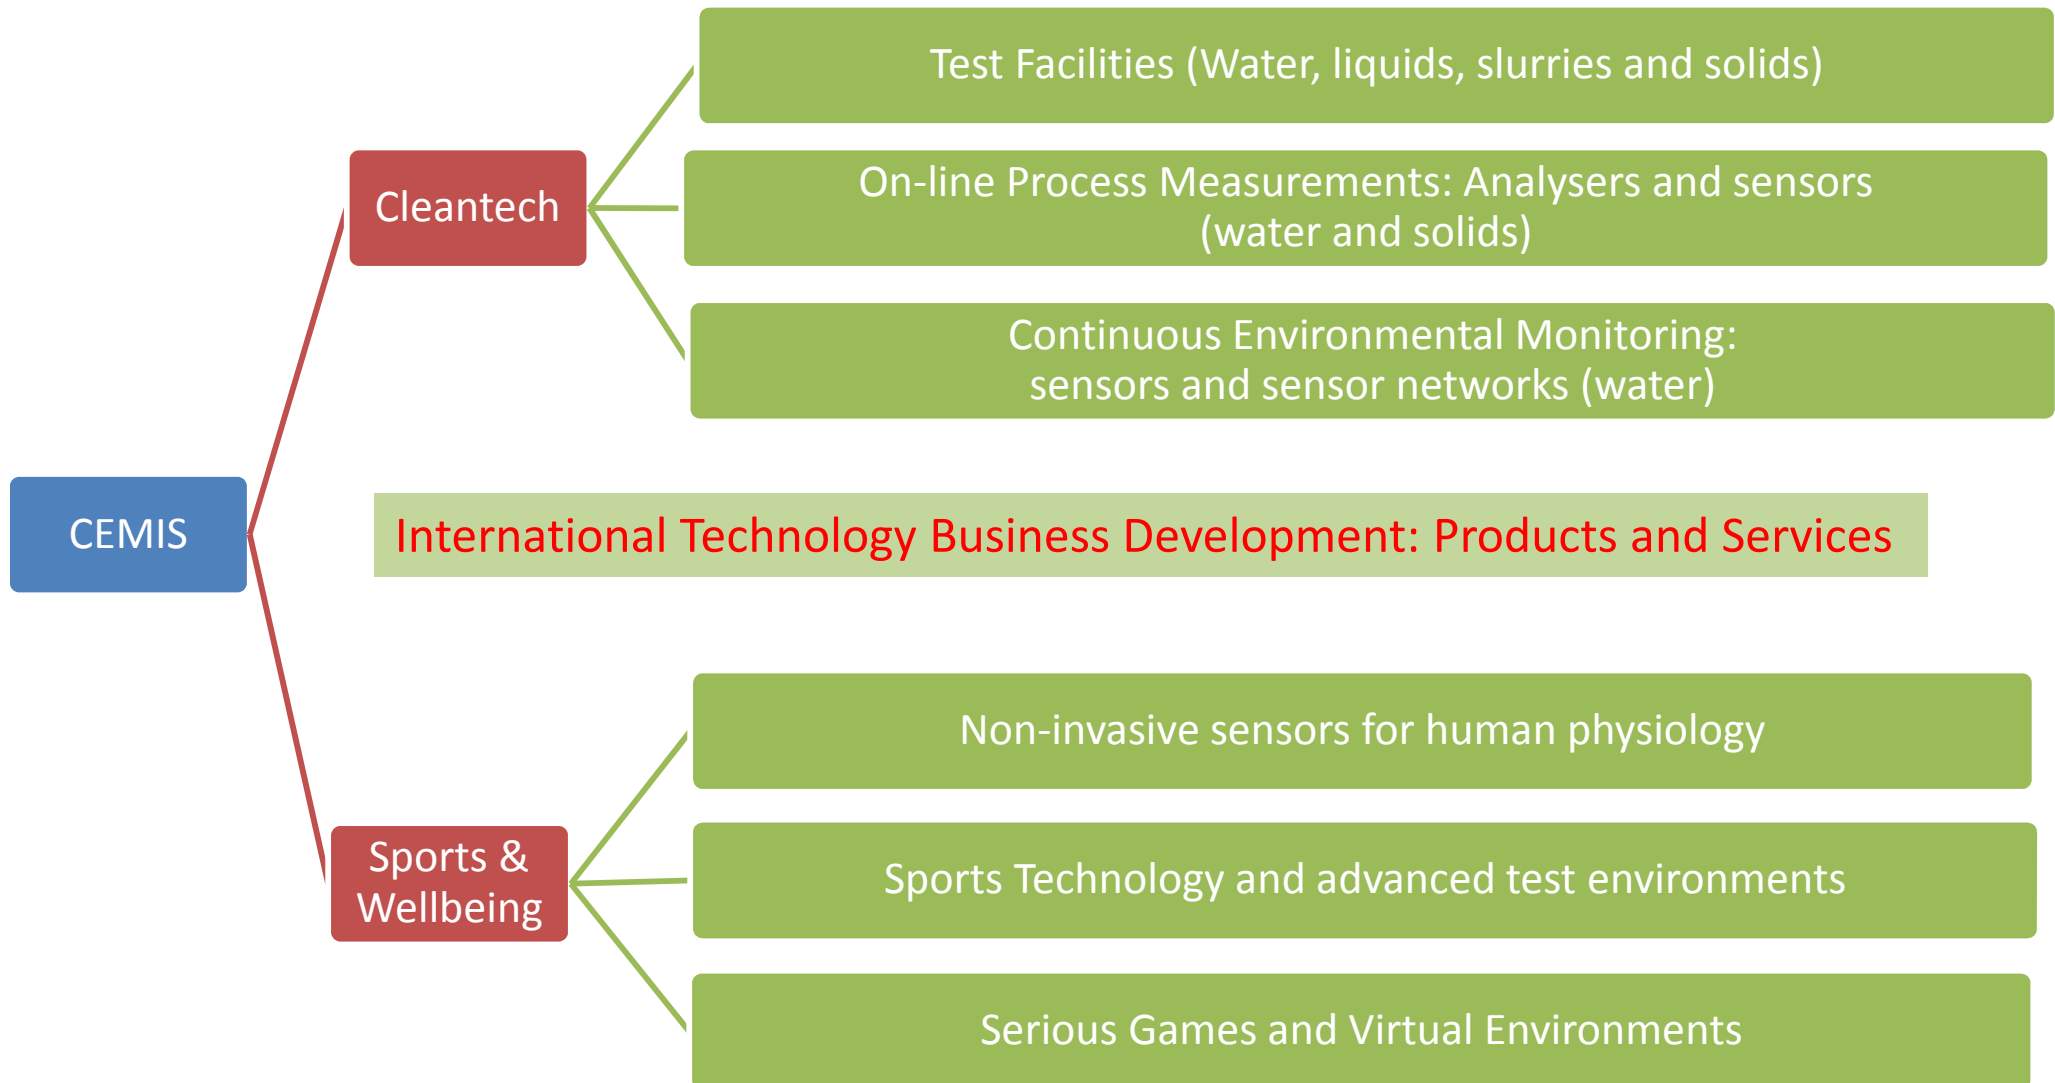 Test Facilities (Water, liquids, slurries and solids)
Cleantech
On-line Process Measurements: Analysers and sensors
(water and solids)
Continuous Environmental Monitoring:
sensors and sensor networks (water)
CEMIS
International Technology Business Development: Products and Services
Non-invasive sensors for human physiology
Sports &
Wellbeing
Sports Technology and advanced test environments
Serious Games and Virtual Environments